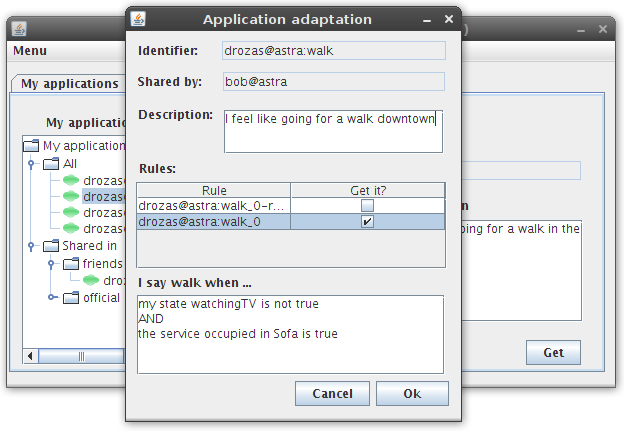 Application adaptation
)
Menu
My applications
My applicatio
My application
All
drozas@
drozas@
drozas@
drozas@
Shared in
friends
droz
official
Identifier:
drozas@astra:walk
Shared by:
bob@astra
Description:
I feel like going for a walk downtown
Rules:
Rule Get it?
drozas@astra:walk_0-r...
drozas@astra:walk_0
I say walk when ...
my state watchingTV is not true
AND
the service occupied in Sofa is true
Cancel Ok
n
oing for a walk in the
Get